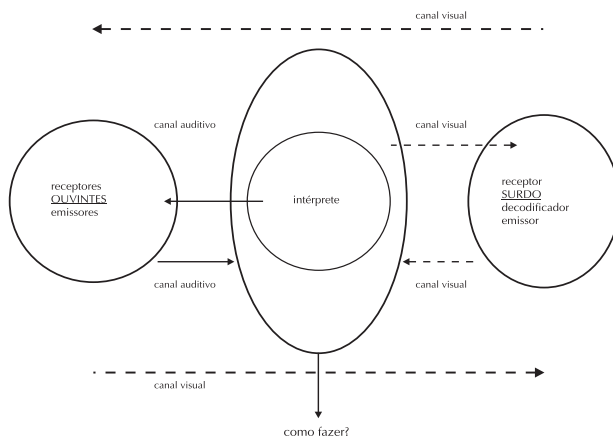 canal visual
canal auditivo
canal visual
receptores
OUVINTES
emissores
intérprete
receptor
SURDO
decodificador
emissor
canal auditivo
canal visual
canal visual
como fazer?